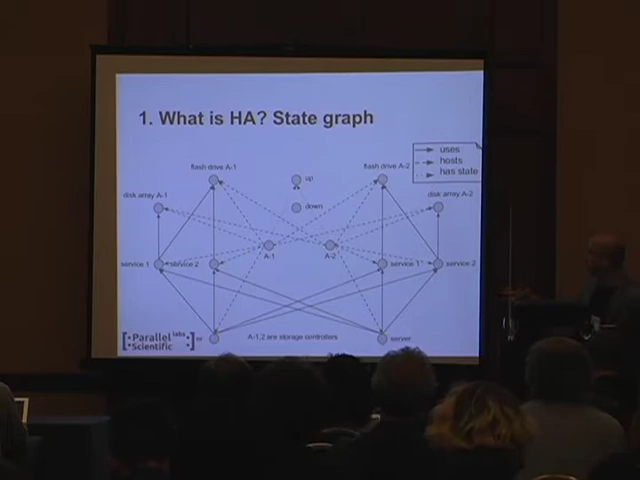 1. What is HA? State graph
uses
hosts
has state
flash drive A-1
up
flash drive A-2
disk array A-1
down
disk array A-2
A-1
A-2
service 1
service 2
service 1
service 2
[:Parallel labs:]
Scientific
A-1,2 are storage controllers
server